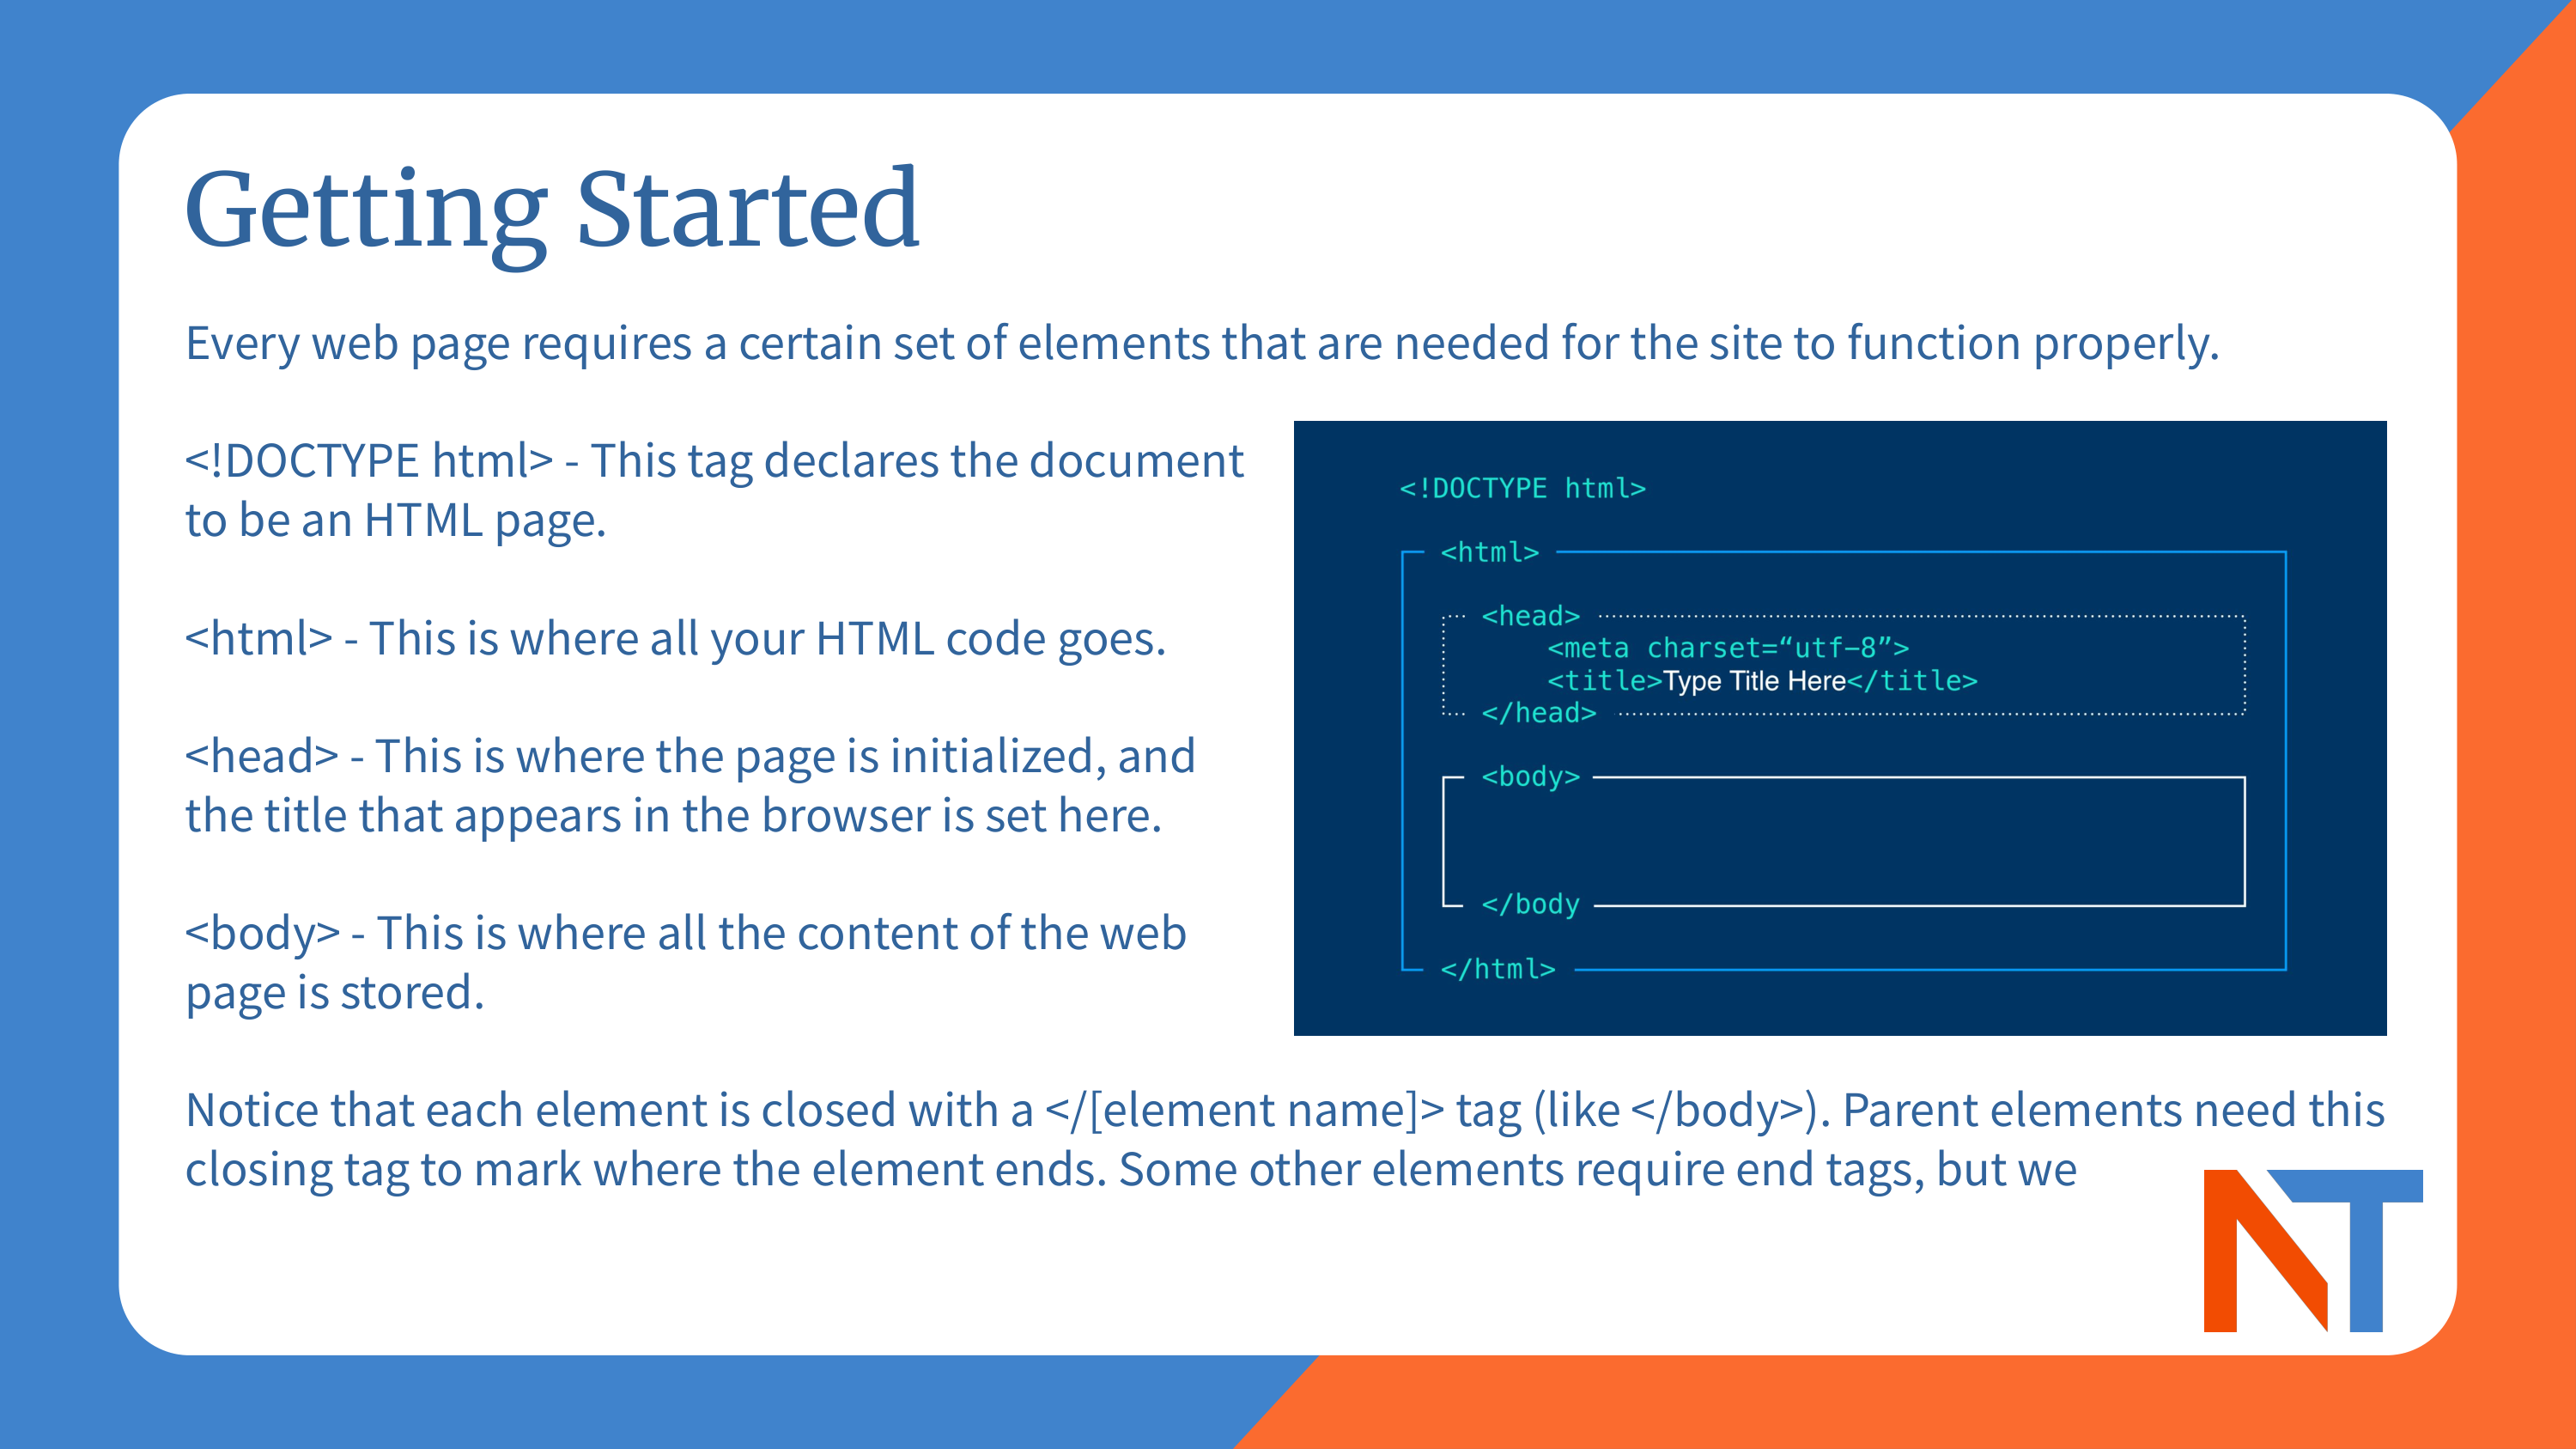 Getting Started
Every web page requires a certain set of elements that are needed for the site to function properly.
<!DOCTYPE html> - This tag declares the document
to be an HTML page.
<html> - This is where all your HTML code goes.
<head> - This is where the page is initialized, and
the title that appears in the browser is set here.
<body> - This is where all the content of the web
page is stored.
<!DOCTYPE html>
<html>
<head>
<meta charset=“utf-8”>
<title>Type Title Here</title>
</head>
<body>
</body
</html>
Notice that each element is closed with a </[element name]> tag (like </body>). Parent elements need this
closing tag to mark where the element ends. Some other elements require end tags, but we
NT